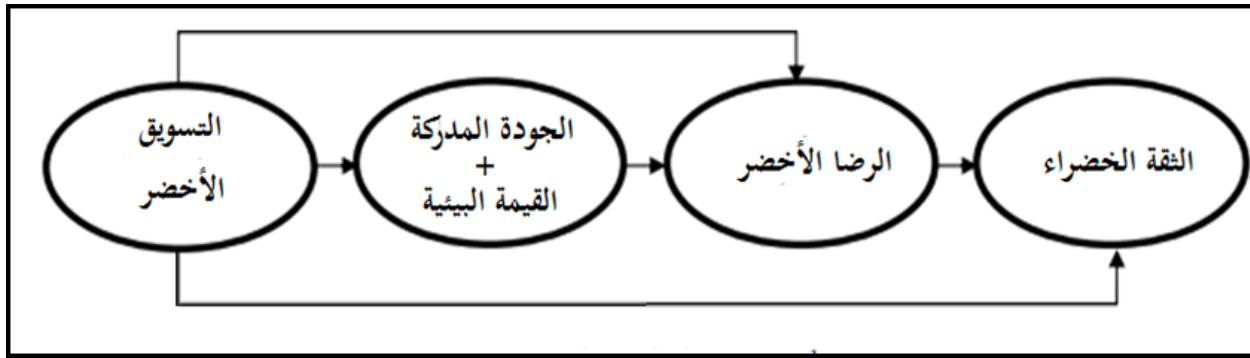 التسويق
الأخضر
الجودة المدركة
+
القيمة البيئية
الرضا الأخضر
الثقة الخضراء